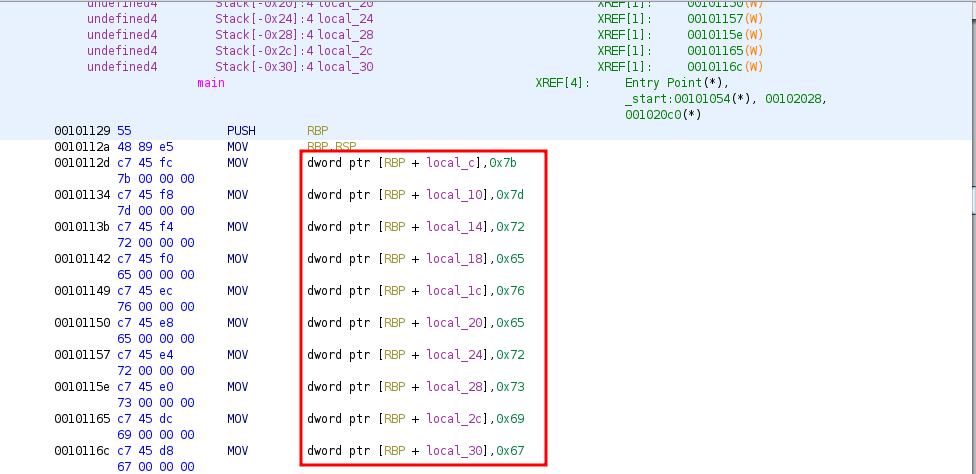 undefined4 Stack[-0x20]:4 local_20 XREF[1]: 00101150(W)
undefined4 Stack[-0x24]:4 local_24 XREF[1]: 00101157(W)
undefined4 Stack[-0x28]:4 local_28 XREF[1]: 0010115e(W)
undefined4 Stack[-0x2c]:4 local_2c XREF[1]: 00101165(W)
undefined4 Stack[-0x30]:4 local_30 XREF[1]: 0010116c(W)
main XREF[4]: Entry Point(*),
_start:00101054(*), 00102028,
001020c0(*)
00101129 55 PUSH RBP
0010112a 48 89 e5 MOV RBP,RSP
0010112d c7 45 fc MOV dword ptr [RBP + local_c],0x7b
7b 00 00 00
00101134 c7 45 f8 MOV dword ptr [RBP + local_10],0x7d
7d 00 00 00
0010113b c7 45 f4 MOV dword ptr [RBP + local_14],0x72
72 00 00 00
00101142 c7 45 f0 MOV dword ptr [RBP + local_18],0x65
65 00 00 00
00101149 c7 45 ec MOV dword ptr [RBP + local_1c],0x76
76 00 00 00
00101150 c7 45 e8 MOV dword ptr [RBP + local_20],0x65
65 00 00 00
00101157 c7 45 e4 MOV dword ptr [RBP + local_24],0x72
72 00 00 00
0010115e c7 45 e0 MOV dword ptr [RBP + local_28],0x73
73 00 00 00
00101165 c7 45 dc MOV dword ptr [RBP + local_2c],0x69
69 00 00 00
0010116c c7 45 d8 MOV dword ptr [RBP + local_30],0x67
67 00 00 00